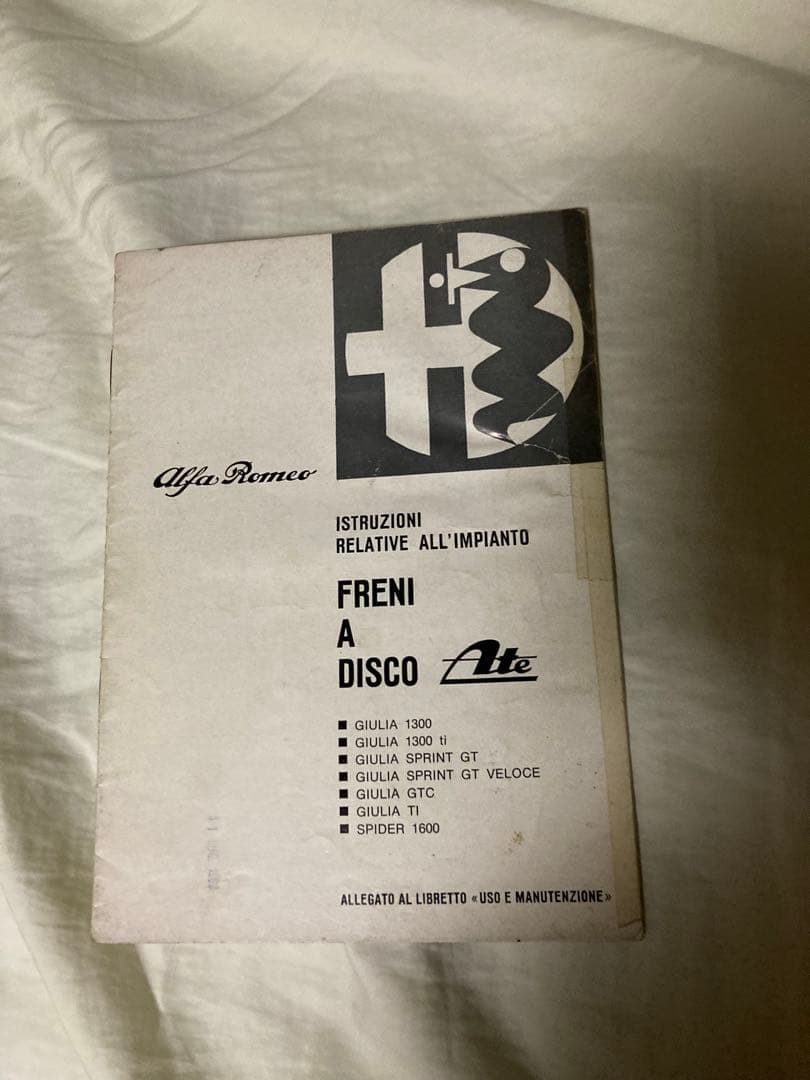 Alfa Romeo
ISTRUZIONI
RELATIVE ALL'IMPIANTO
FRENI
A
DISCO Ate
GIULIA 1300
GIULIA 1300 ti
GIULIA SPRINT GT
GIULIA SPRINT GT VELOCE
GIULIA GTC
GIULIA TI
SPIDER 1600
ALLEGATO AL LIBRETTO «USO E MANUTENZIONE»